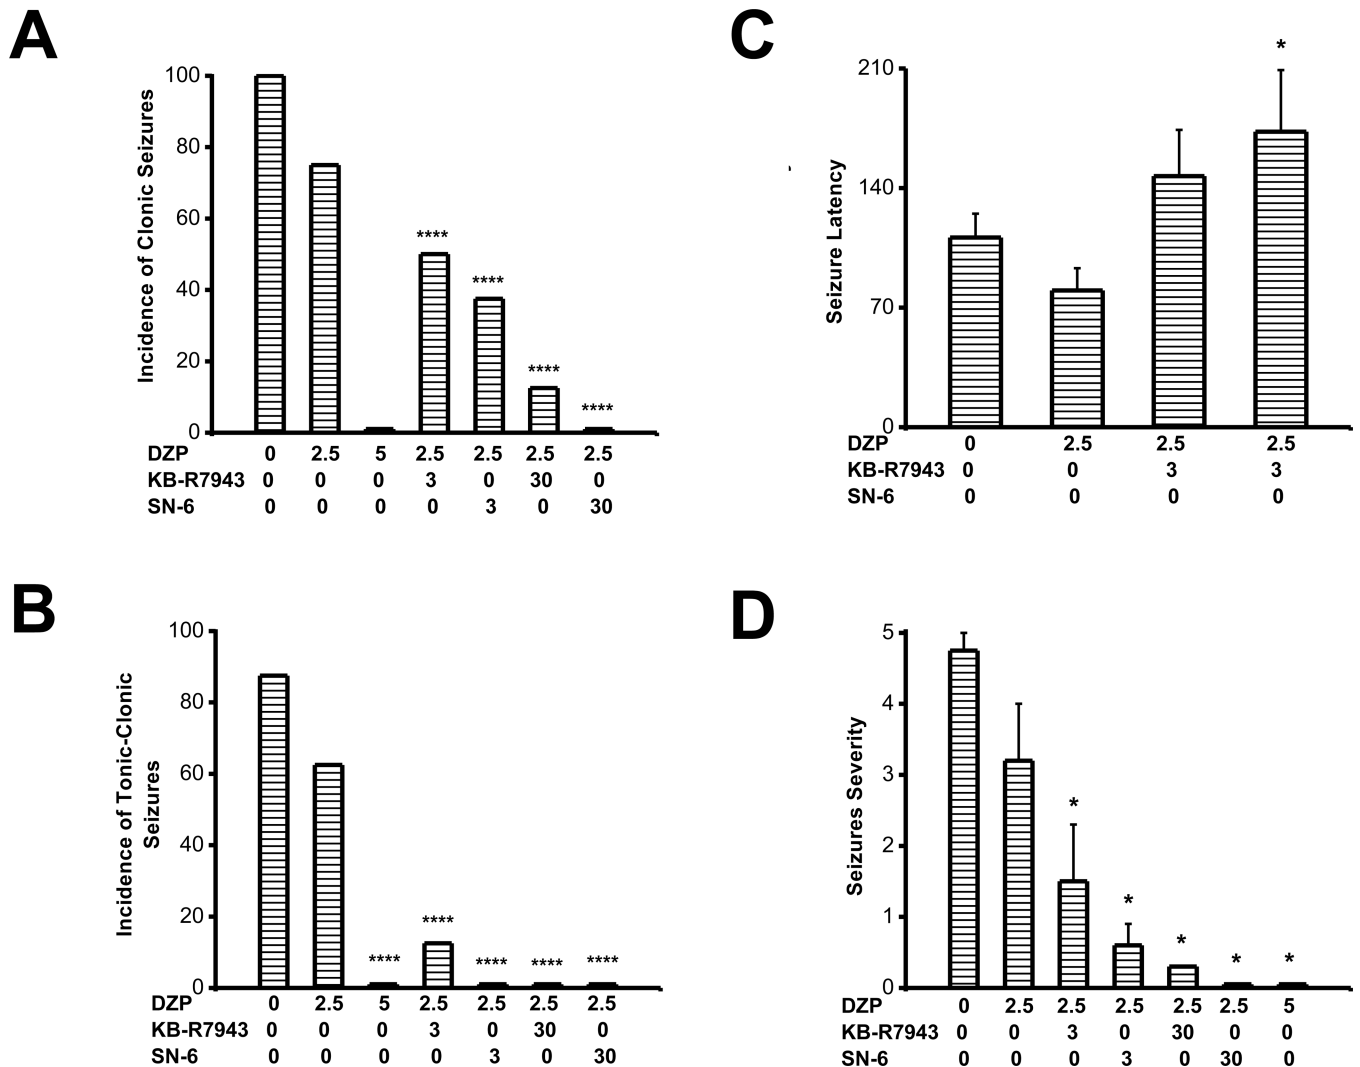 A
Incidence of Clonic Seizures
100
80
60
40
20
0
****
****
****
****
DZP 0 2.5 5 2.5 2.5 2.5 2.5
KB-R7943 0 0 0 3 0 30 0
SN-6 0 0 0 0 3 0 30
B
Incidence of Tonic-Clonic
Seizures
100
80
60
40
20
0
****
****
****
****
****
DZP 0 2.5 5 2.5 2.5 2.5 2.5
KB-R7943 0 0 0 3 0 30 0
SN-6 0 0 0 0 3 0 30
C
Seizure Latency
210
140
70
0
*
DZP 0 2.5 2.5 2.5
KB-R7943 0 0 3 3
SN-6 0 0 0 0
D
Seizures Severity
5
4
3
2
1
0
*
*
*
*
*
DZP 0 2.5 2.5 2.5 2.5 2.5 5
KB-R7943 0 0 3 0 30 0 0
SN-6 0 0 0 3 0 30 0